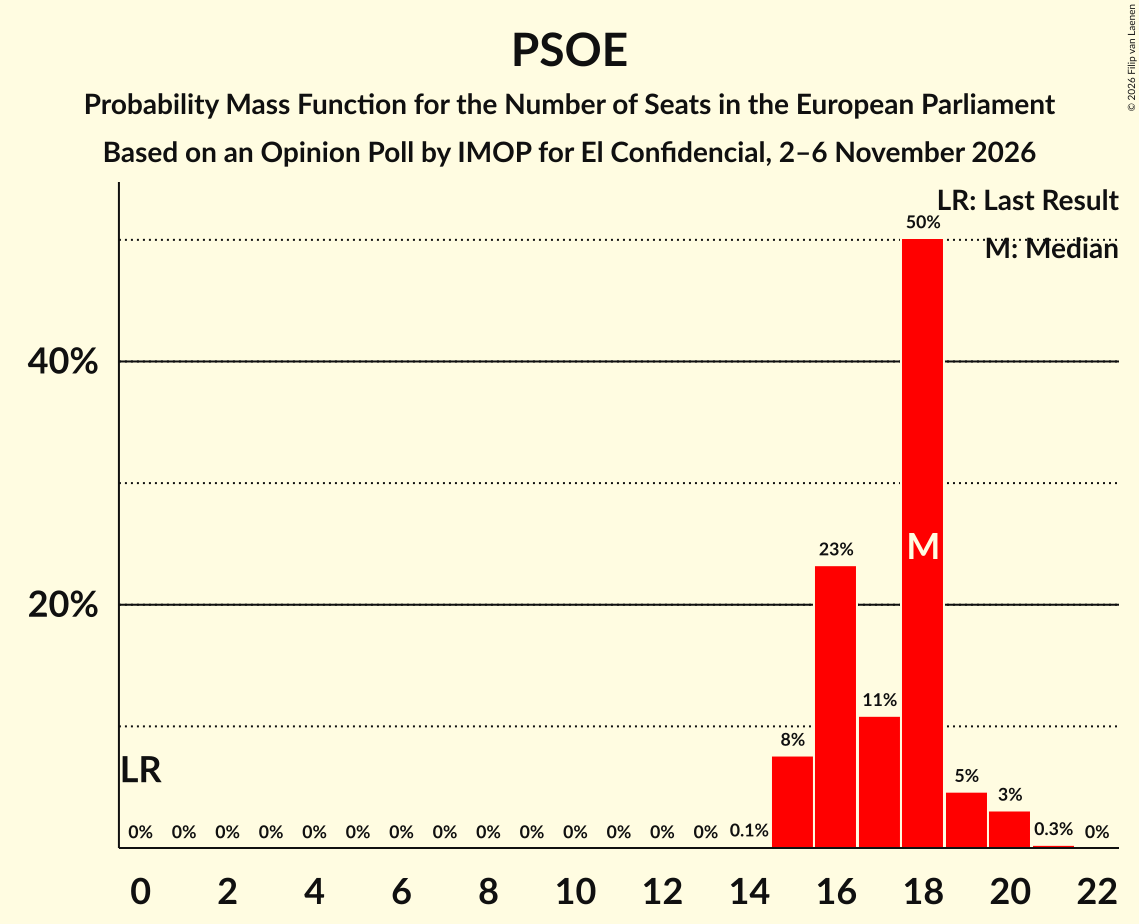 PSOE
Probability Mass Function for the Number of Seats in the European Parliament
Based on an Opinion Poll by IMOP for El Confidencial, 2–6 November 2026
© 2026 Filip van Laenen
LR: Last Result
M: Median
50%
40%
20%
M
23%
11%
8%
5%
3%
LR
0% 0% 0% 0% 0% 0% 0% 0% 0% 0% 0% 0% 0% 0% 0.1% 0.3% 0%
0 2 4 6 8 10 12 14 16 18 20 22